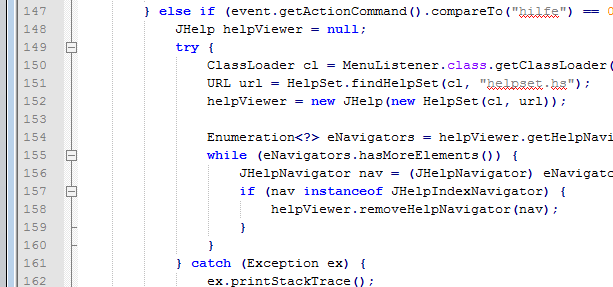 147 } else if (event.getActionCommand().compareTo("hilfe") == 0
148 JHelp helpViewer = null;
149 try {
150 ClassLoader cl = MenuListener.class.getClassLoader(
151 URL url = HelpSet.findHelpSet(cl, "helpset.hs");
152 helpViewer = new JHelp(new HelpSet(cl, url));
153
154 Enumeration<?> eNavigators = helpViewer.getHelpNavi
155 while (eNavigators.hasMoreElements()) {
156 JHelpNavigator nav = (JHelpNavigator) eNavigato
157 if (nav instanceof JHelpIndexNavigator) {
158 helpViewer.removeHelpNavigator(nav);
159 }
160 }
161 } catch (Exception ex) {
162 ex.printStackTrace();